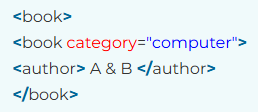 <book>
<book category="computer">
<author> A & B </author>
</book>